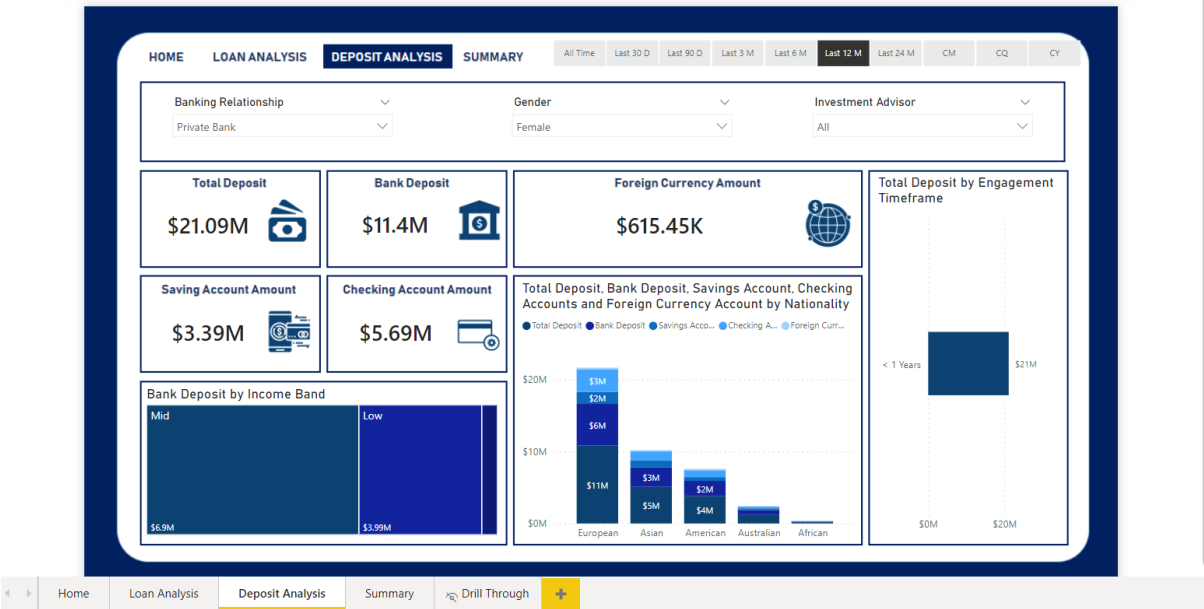 HOME
LOAN ANALYSIS
DEPOSIT ANALYSIS
SUMMARY
All Time
Last 30 D
Last 90 D
Last 3 M
Last 6 M
Last 12 M
Last 24 M
CM
CQ
CY
Banking Relationship
Private Bank
Gender
Female
Investment Advisor
All
Total Deposit
$21.09M
Bank Deposit
$11.4M
Foreign Currency Amount
$615.45K
Saving Account Amount
$3.39M
Checking Account Amount
$5.69M
Bank Deposit by Income Band
Mid
$6.9M
Low
$3.99M
Total Deposit, Bank Deposit, Savings Account, Checking
Accounts and Foreign Currency Account by Nationality
Total Deposit
Bank Deposit
Savings Acco...
Checking A...
Foreign Curr...
$20M
$10M
$0M
$3M
$2M
$6M
$11M
$3M
$5M
$2M
$4M
European
Asian
American
Australian
African
Total Deposit by Engagement
Timeframe
< 1 Years
$21M
$0M
$20M
Home
Loan Analysis
Deposit Analysis
Summary
Drill Through